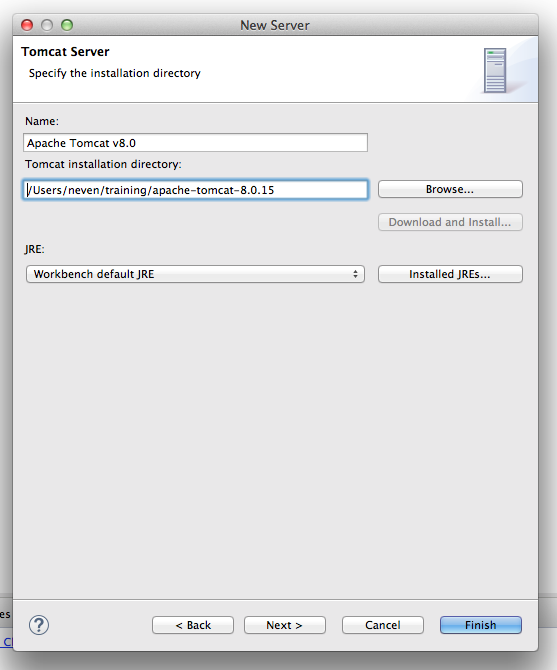 New Server
Tomcat Server
Specify the installation directory
Name:
Apache Tomcat v8.0
Tomcat installation directory:
/Users/neven/training/apache-tomcat-8.0.15
Browse...
Download and Install...
JRE:
Workbench default JRE
Installed JREs...
es
?
< Back
Next >
Cancel
Finish